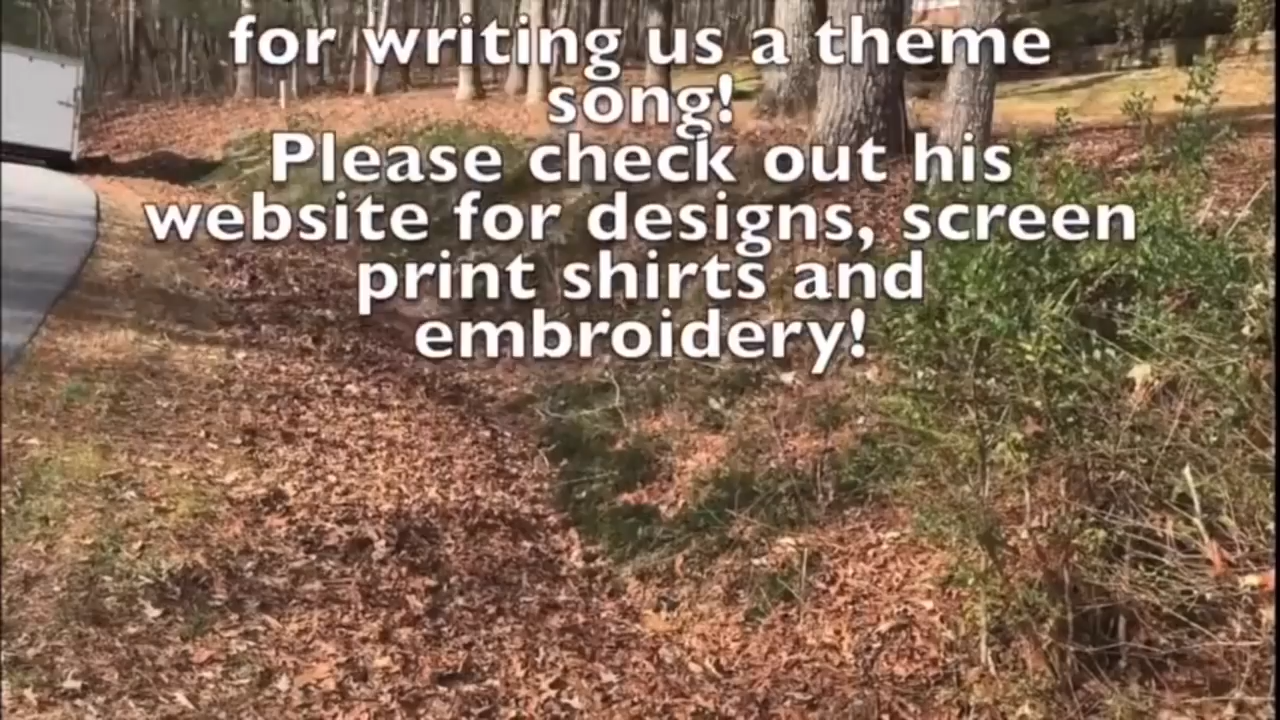 for writing us a theme
song!
Please check out his
website for designs, screen
print shirts and
embroidery!